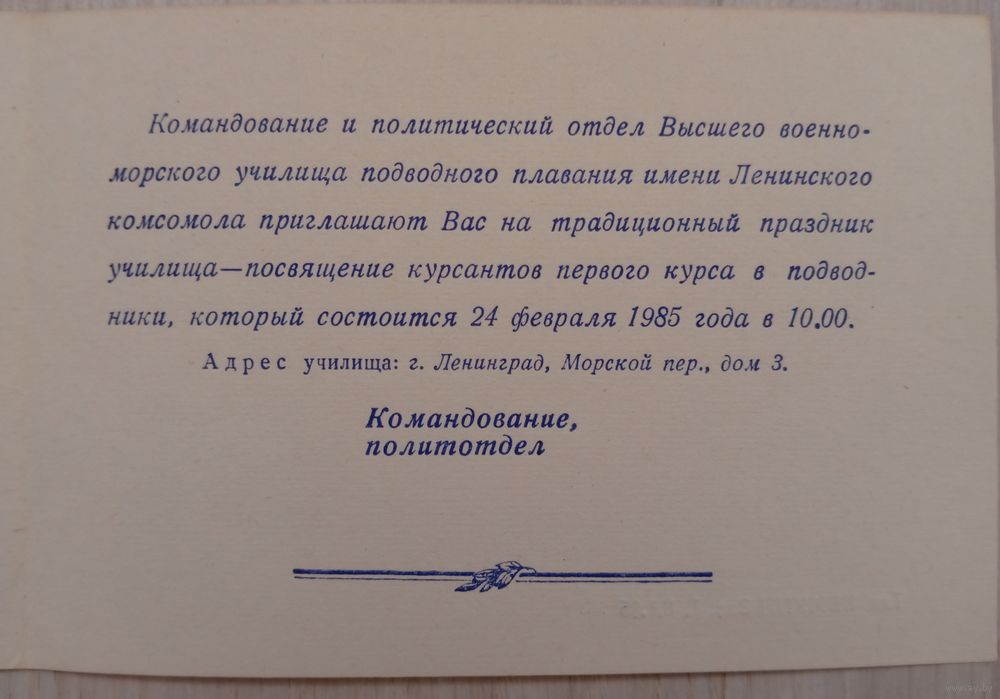 Командование и политический отдел Высшего военно-
морского училища подводного плавания имени Ленинского
комсомола приглашают Вас на традиционный праздник
училища—посвящение курсантов первого курса в подвод-
ники, который состоится 24 февраля 1985 года в 10.00.
Адрес училища: г. Ленинград, Морской пер., дом 3.
Командование,
политотдел